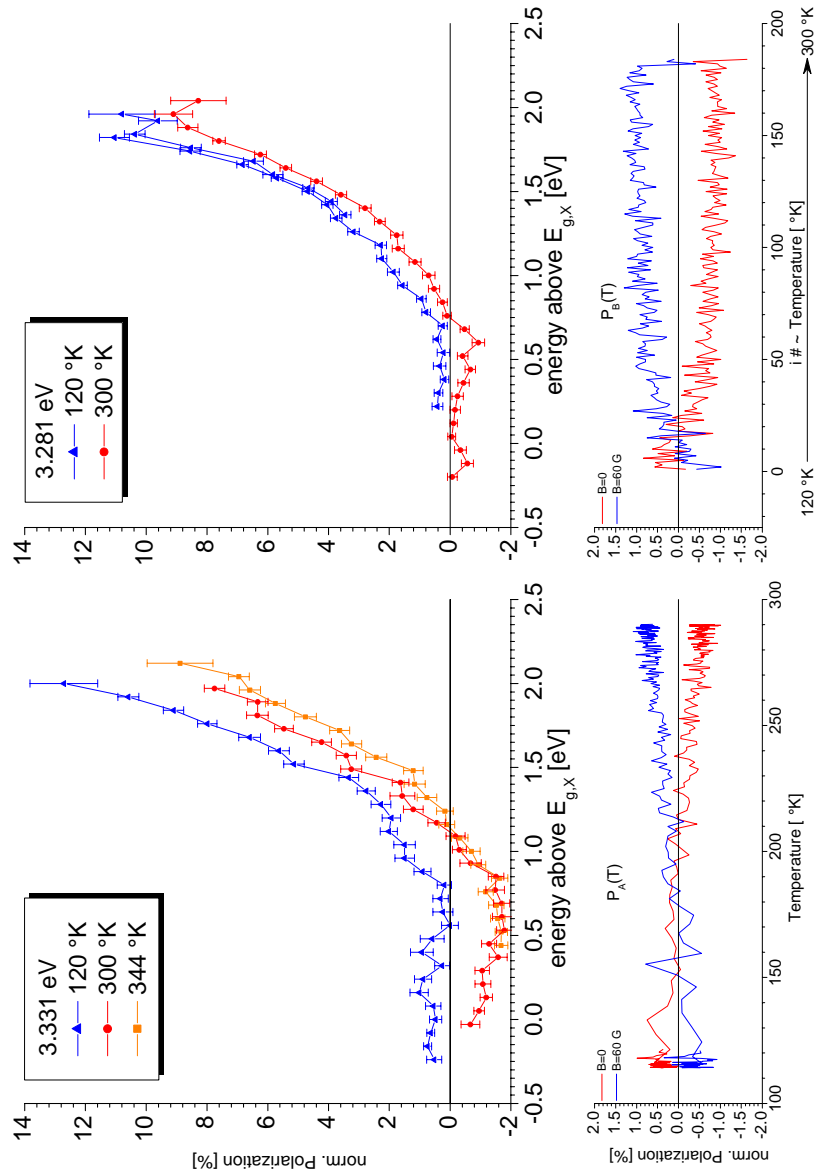 3.331 eV
120 °K
300 °K
344 °K
norm. Polarization [%]
14
12
10
8
6
4
2
0
-2
-0.5 0.0 0.5 1.0 1.5 2.0 2.5
energy above E_g,X [eV]
3.281 eV
120 °K
300 °K
14
12
10
8
6
4
2
0
-2
-0.5 0.0 0.5 1.0 1.5 2.0 2.5
energy above E_g,X [eV]
norm. Polarization [%]
2.0
1.5
1.0
0.5
0.0
-0.5
-1.0
-1.5
-2.0
B=0
B=60 G
P_A(T)
100 150 200 250 300
Temperature [ °K]
2.0
1.5
1.0
0.5
0.0
-0.5
-1.0
-1.5
-2.0
B=0
B=60 G
P_B(T)
0 50 100 150 200
i # ~ Temperature [ °K]
120 °K 300 °K